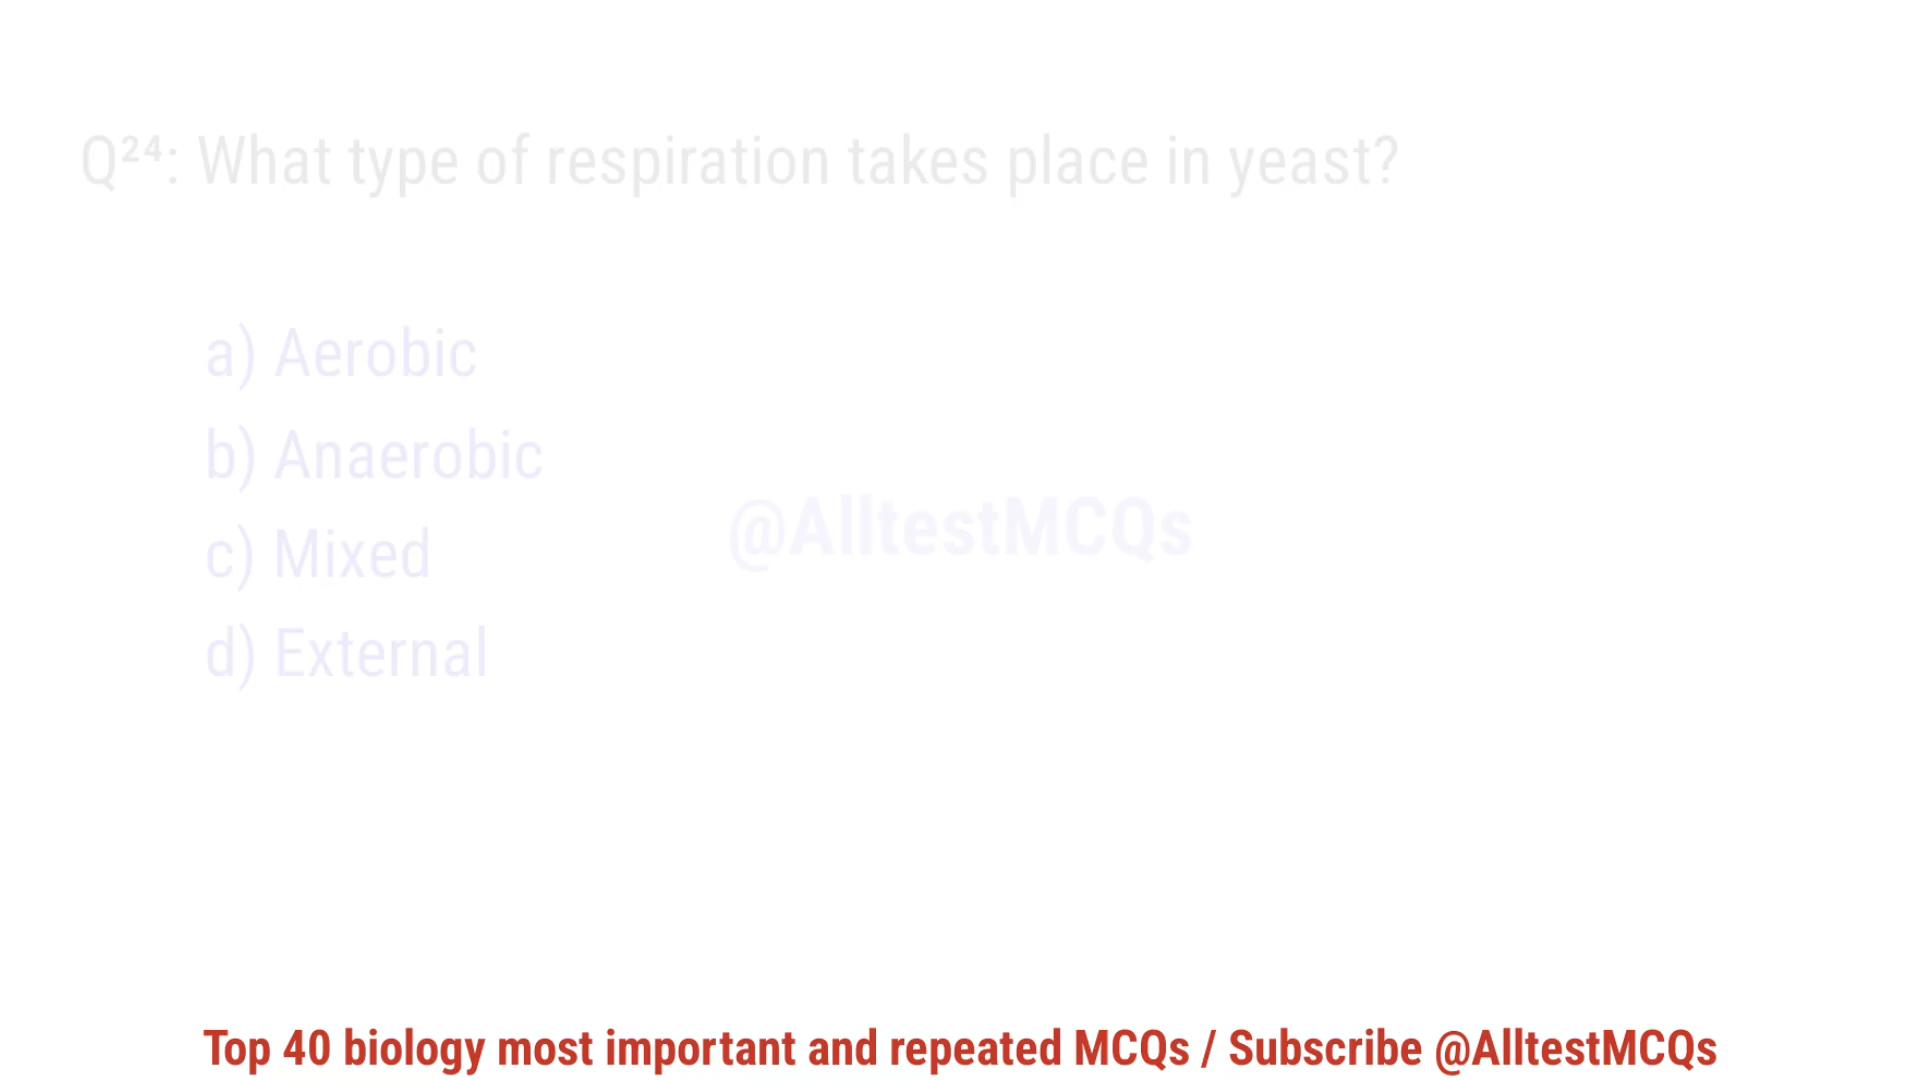 Q²⁴: What type of respiration takes place in yeast?
a) Aerobic
b) Anaerobic
c) Mixed
d) External
@AlltestMCQs
Top 40 biology most important and repeated MCQs / Subscribe @AlltestMCQs